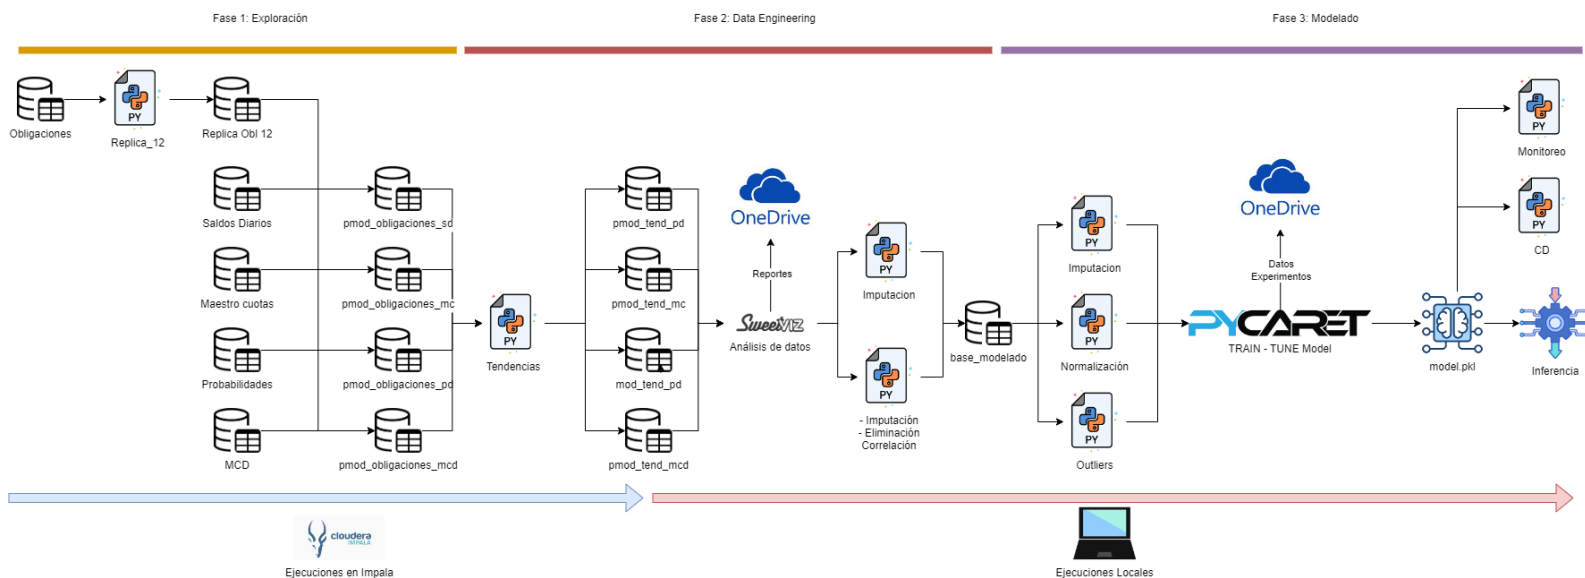 Fase 1: Exploración
Fase 2: Data Engineering
Fase 3: Modelado
PY
Obligaciones
Replica_12
Replica Obl 12
Saldos Diarios
pmod_obligaciones_sd
Maestro cuotas
pmod_obligaciones_mc
Probabilidades
pmod_obligaciones_pd
MCD
pmod_obligaciones_mcd
PY
Tendencias
pmod_tend_pd
pmod_tend_mc
mod_tend_pd
pmod_tend_mcd
OneDrive
Reportes
SweetVIZ
Análisis de datos
PY
Imputacion
PY
- Imputación
- Eliminación
Correlación
base_modelado
PY
Imputacion
PY
Normalización
PY
Outliers
OneDrive
Datos
Experimentos
PYCARET
TRAIN - TUNE Model
PY
Monitoreo
PY
CD
model.pkl
Inferencia
cloudera
IMPALA
Ejecuciones en Impala
Ejecuciones Locales